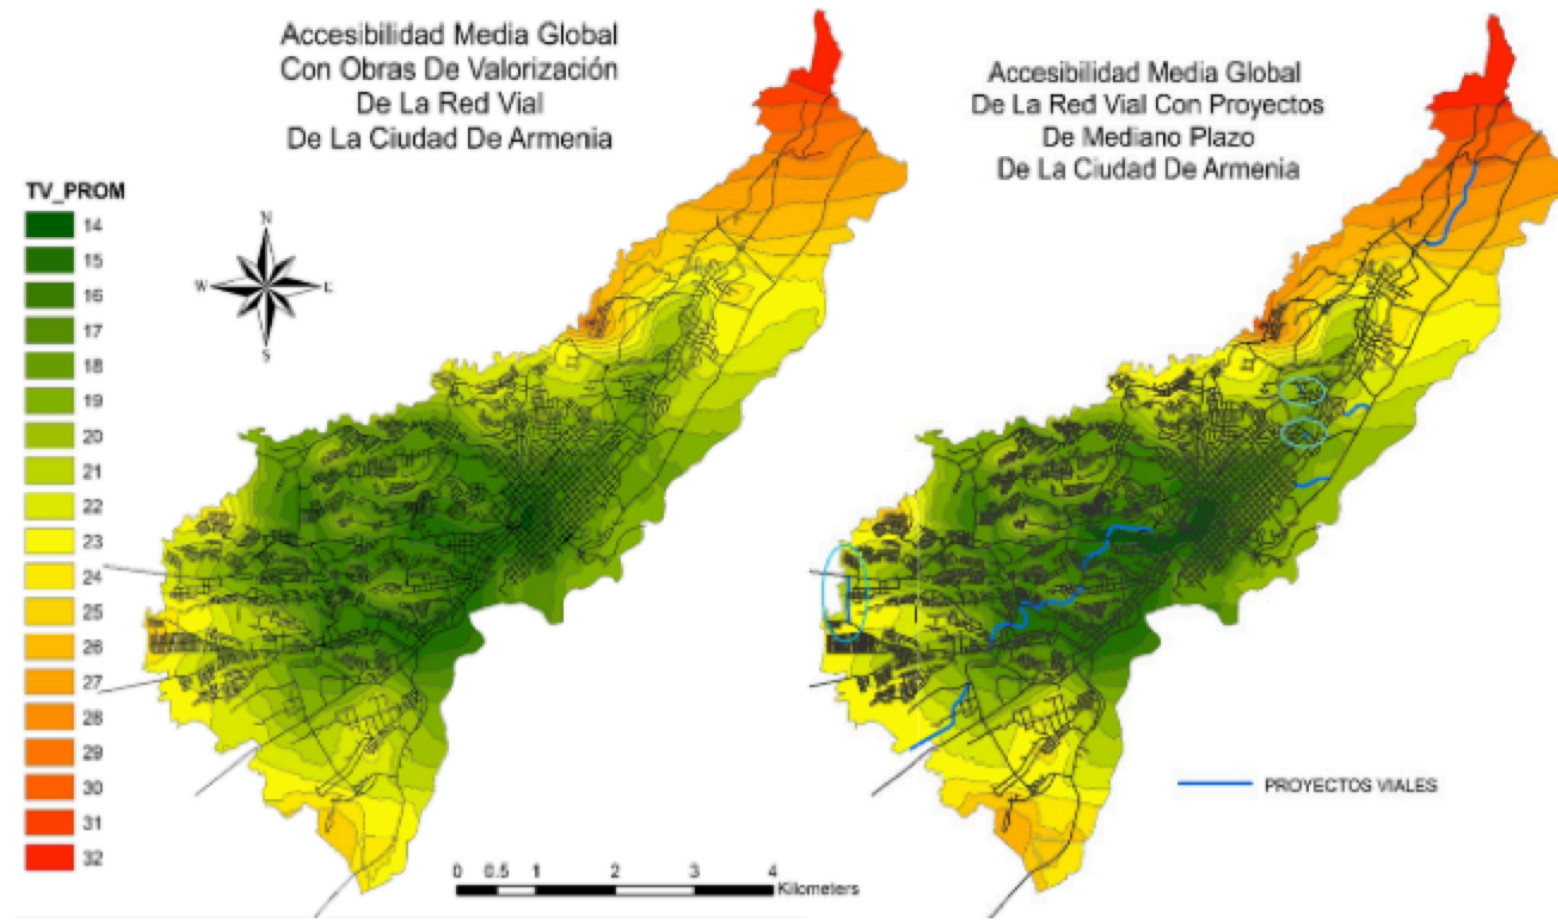 Accesibilidad Media Global
Con Obras De Valorización
De La Red Vial
De La Ciudad De Armenia
Accesibilidad Media Global
De La Red Vial Con Proyectos
De Mediano Plazo
De La Ciudad De Armenia
TV_PROM
14
15
16
17
18
19
20
21
22
23
24
25
26
27
28
29
30
31
32
N
W E
S
PROYECTOS VIALES
0 0.5 1 2 3 4
Kilometers